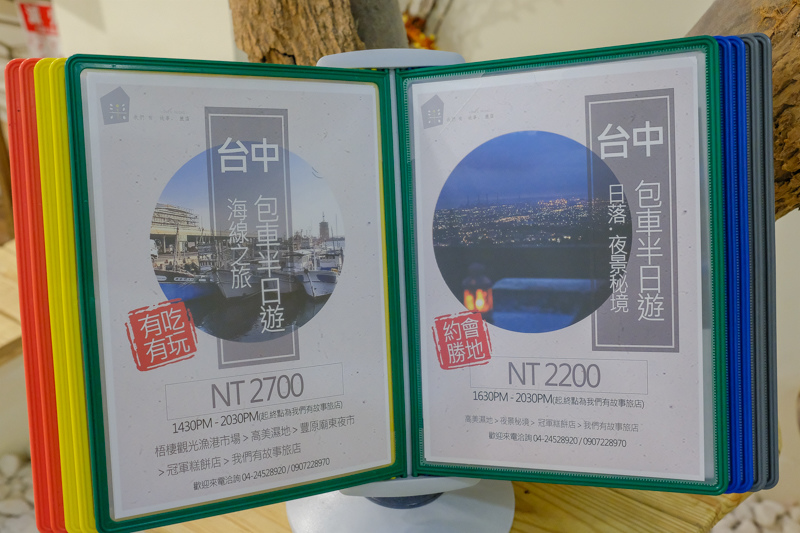 台中
包車半日遊
海線之旅
有吃
有玩
NT 2700
1430PM - 2030PM(起.終點為我們有故事旅店)
梧棲觀光漁港市場 > 高美濕地 > 豐原廟東夜市
> 冠軍糕餅店 > 我們有故事旅店
歡迎來電洽詢 04-24528920 / 0907228970
台中
包車半日遊
日落·夜景秘境
約會
勝地
NT 2200
1630PM - 2030PM(起.終點為我們有故事旅店)
高美濕地 > 夜景秘境 > 冠軍糕餅店 > 我們有故事旅店
歡迎來電洽詢 04-24528920 / 0907228970